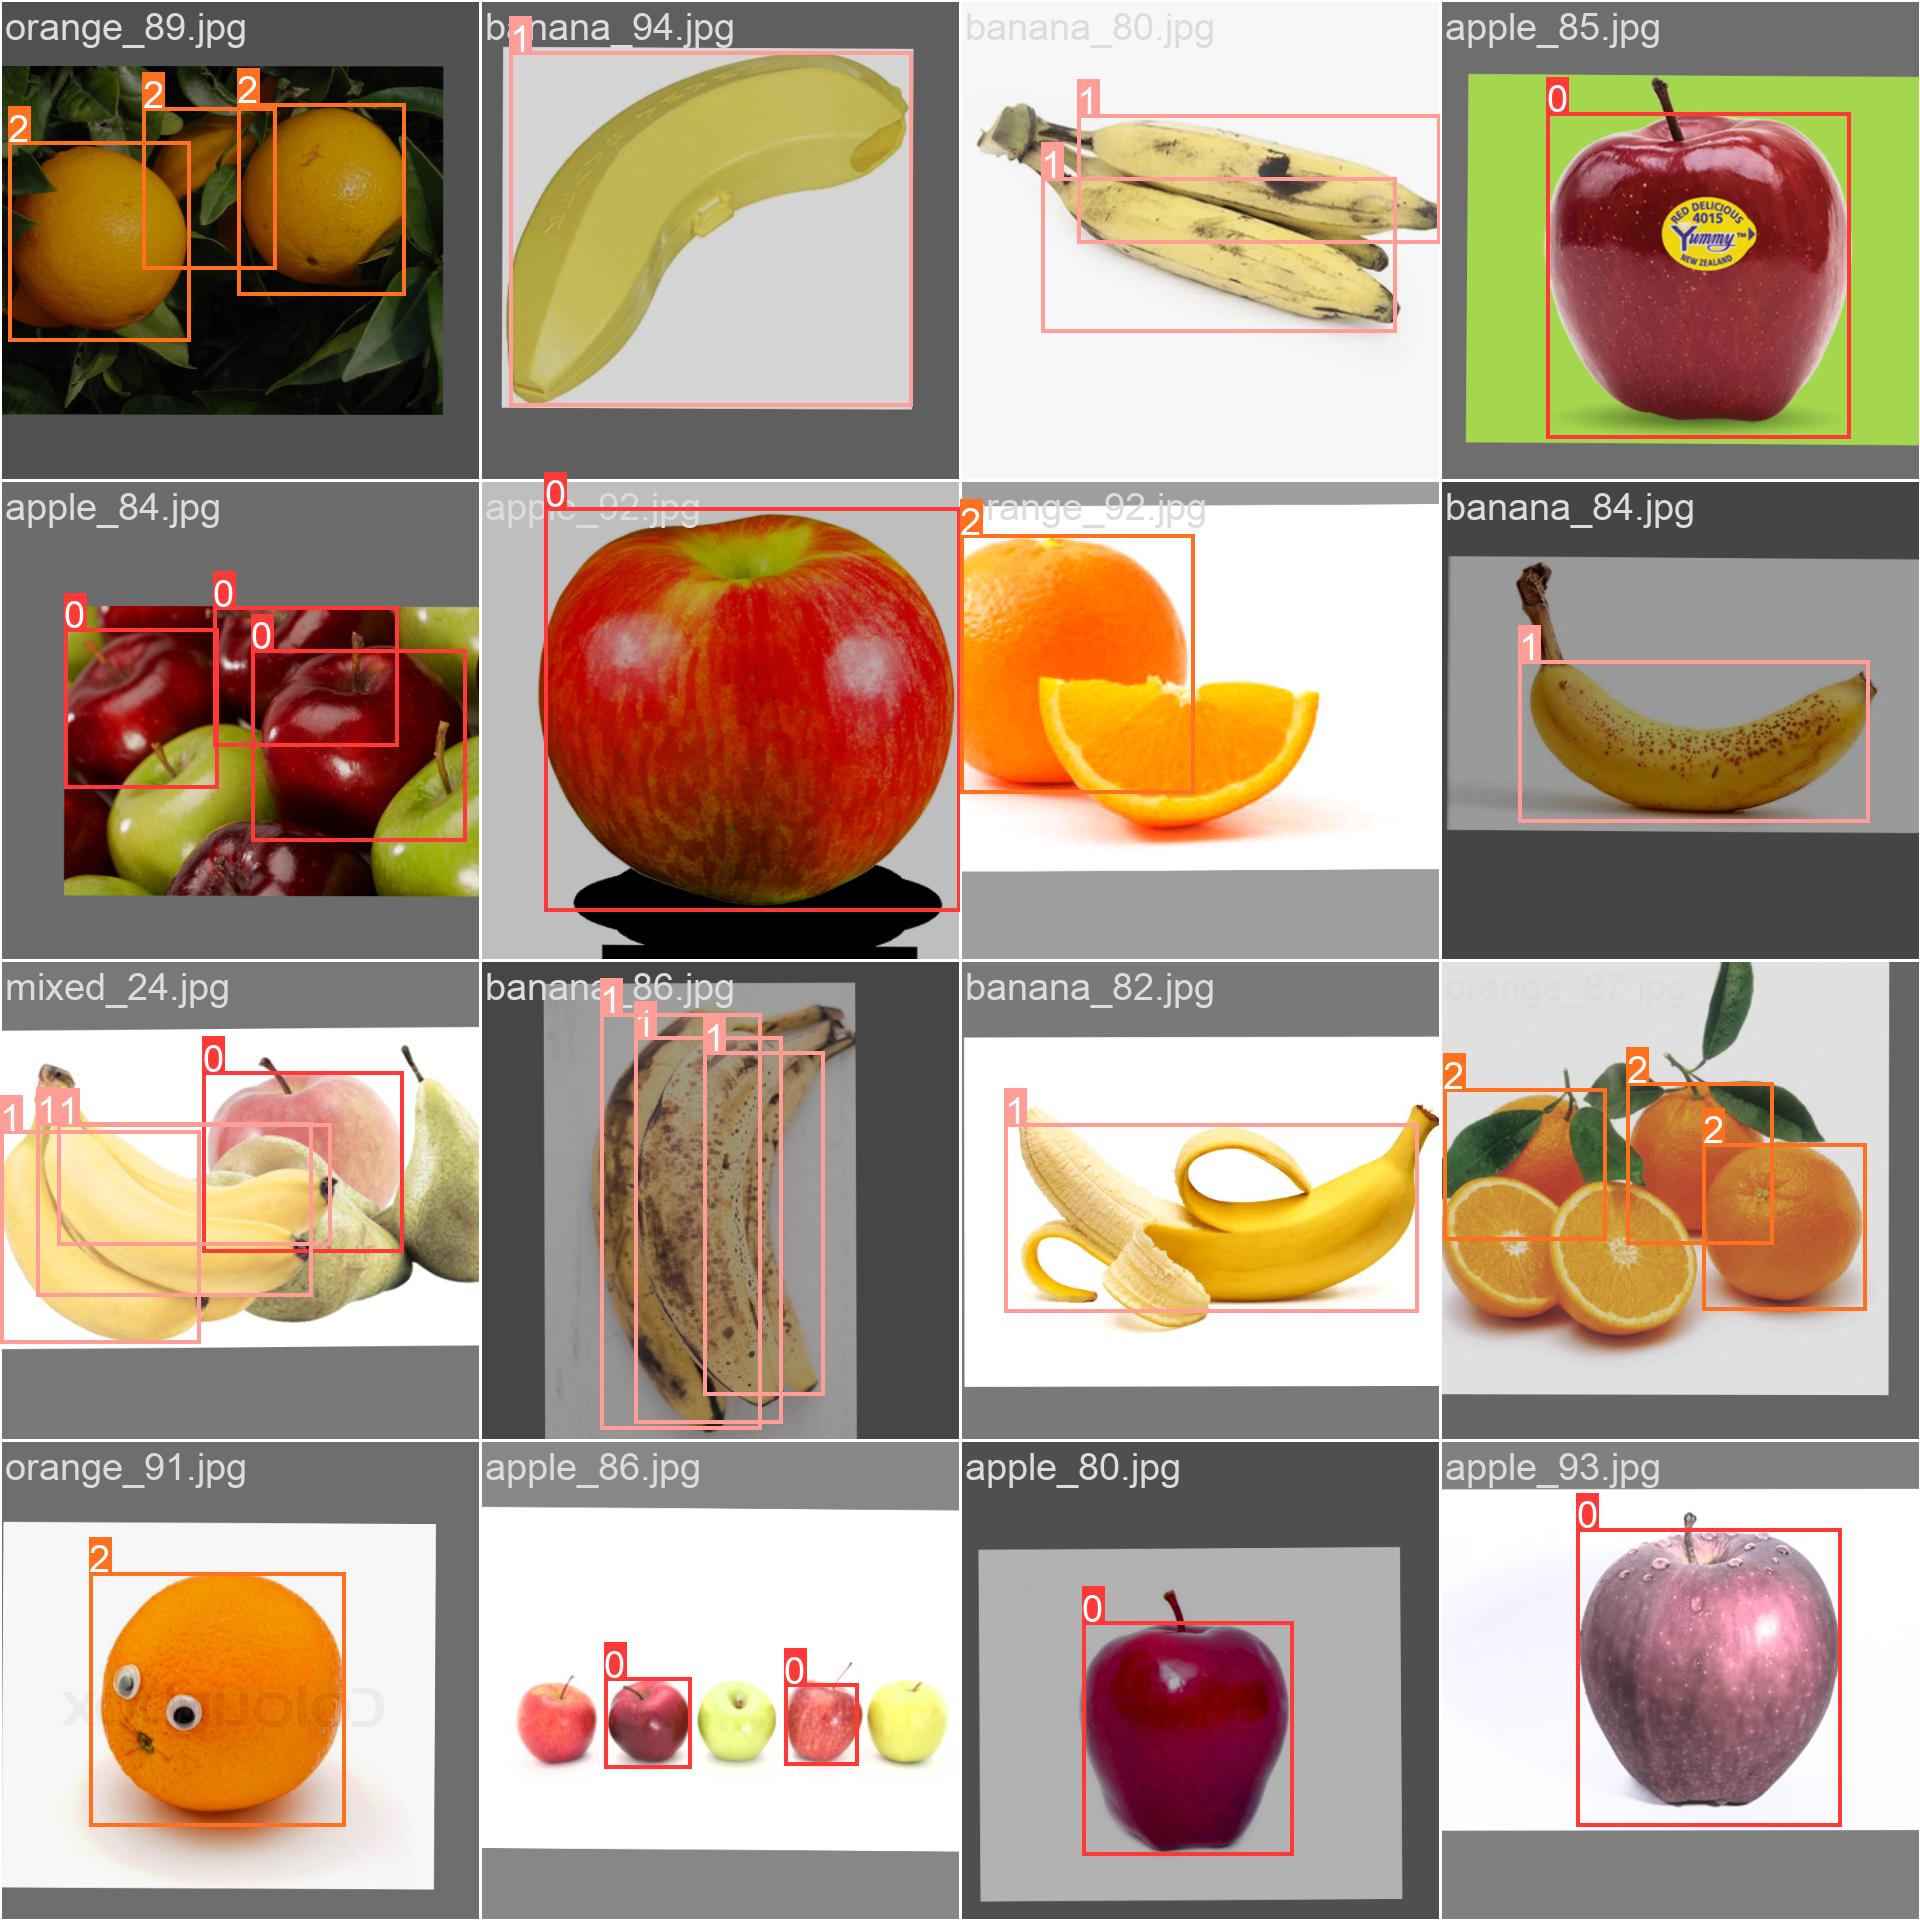 orange_89.jpg
2
2
2
banana_94.jpg
1
banana_80.jpg
1
1
apple_85.jpg
0
RED DELICIOUS
4015
Yummy™
NEW ZEALAND
apple_84.jpg
0
0
0
apple_92.jpg
0
orange_92.jpg
2
banana_84.jpg
1
mixed_24.jpg
0
1
1
1
banana_86.jpg
1
1
1
banana_82.jpg
1
orange_87.jpg
2
2
2
orange_91.jpg
2
apple_86.jpg
0
0
apple_80.jpg
0
apple_93.jpg
0